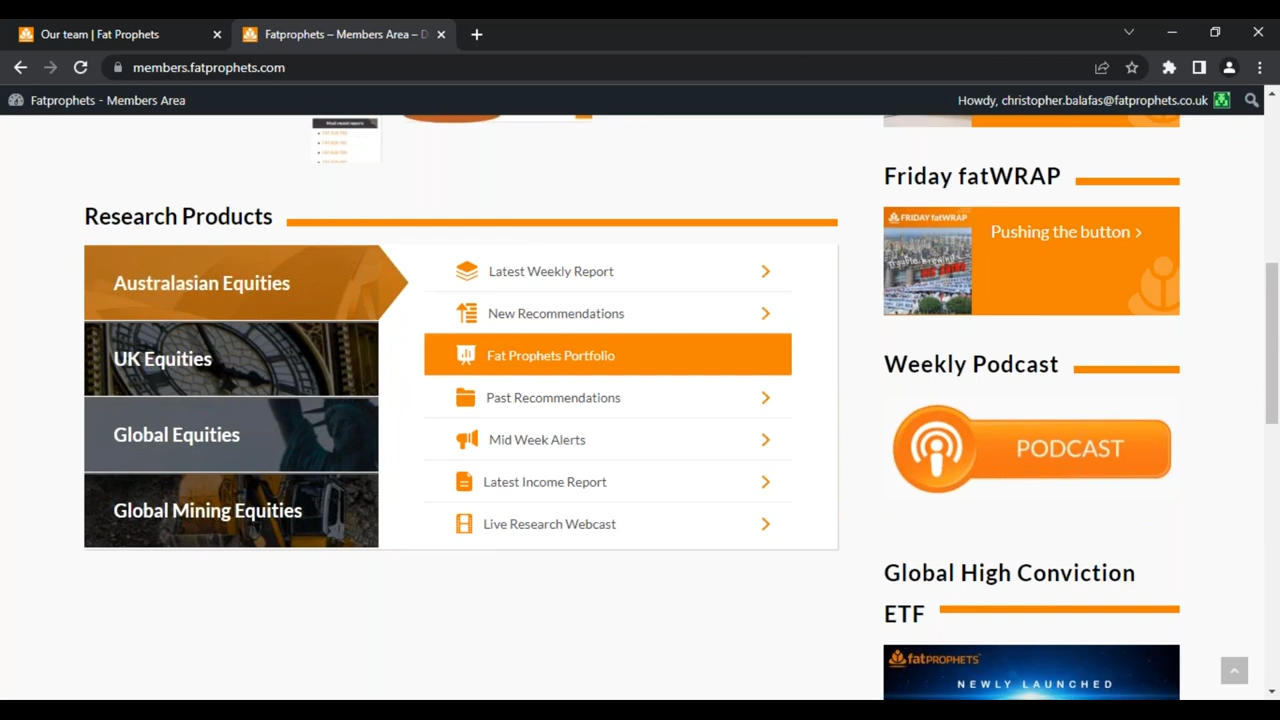 Our team | Fat Prophets
Fatprophets – Members Area – D
members.fatprophets.com
Fatprophets - Members Area
Howdy, christopher.balafas@fatprophets.co.uk
Most recent reports
Research Products
Australasian Equities
UK Equities
Global Equities
Global Mining Equities
Latest Weekly Report
New Recommendations
Fat Prophets Portfolio
Past Recommendations
Mid Week Alerts
Latest Income Report
Live Research Webcast
Friday fatWRAP
FRIDAY fatWRAP
Pushing the button >
Weekly Podcast
PODCAST
Global High Conviction
ETF
fatPROPHETS
NEWLY LAUNCHED